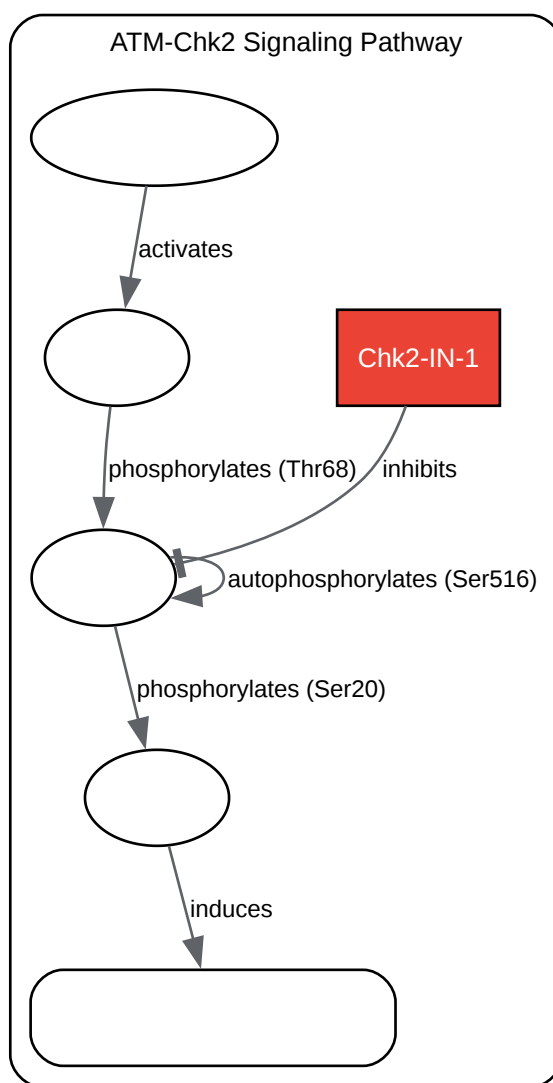 ATM-Chk2 Signaling Pathway
activates
Chk2-IN-1
phosphorylates (Thr68)
inhibits
autophosphorylates (Ser516)
phosphorylates (Ser20)
induces